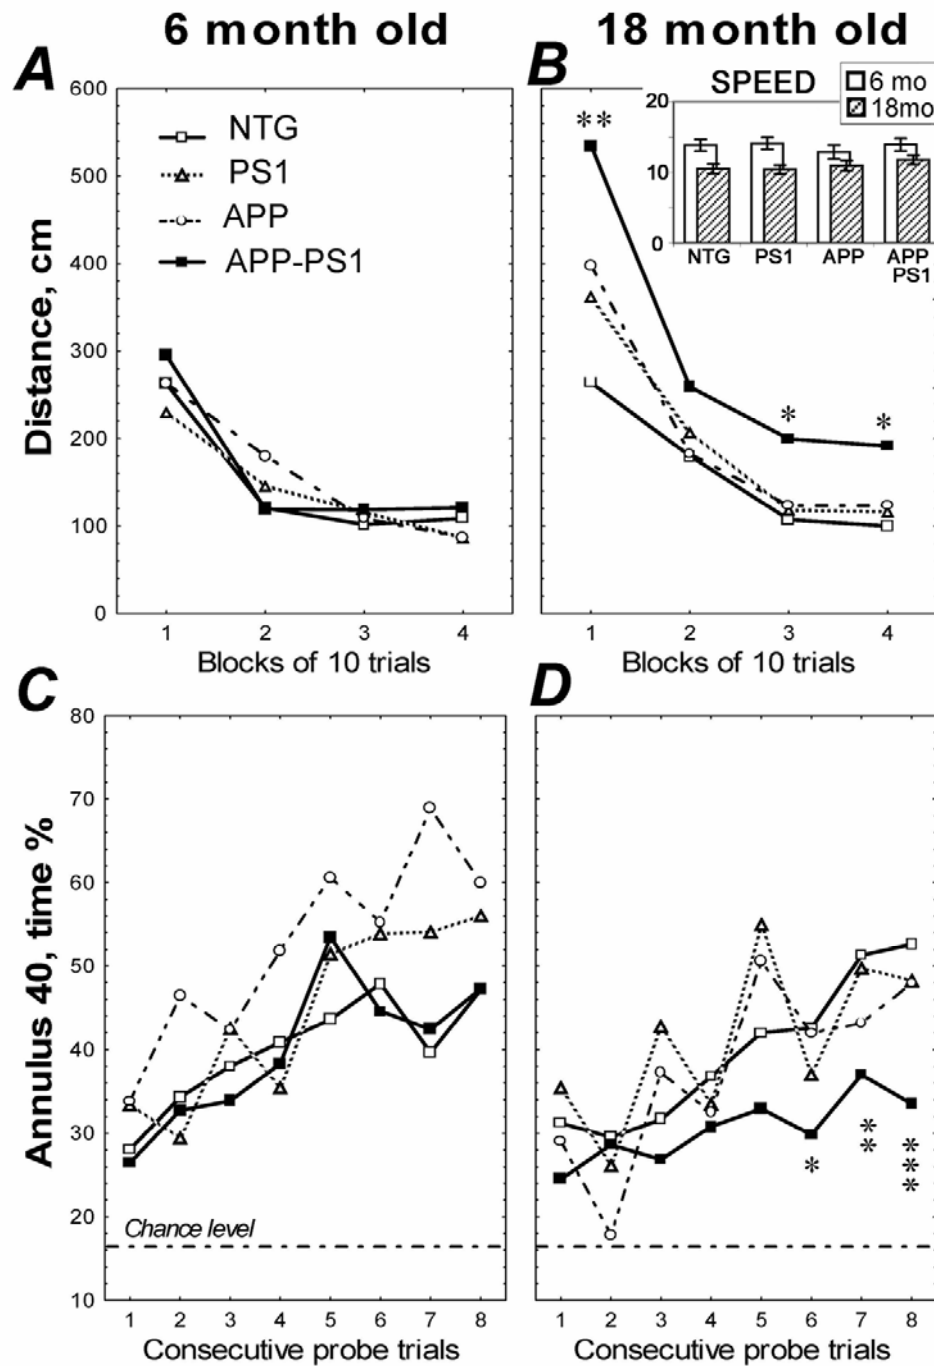 6 month old
18 month old
A
B
600
500
400
300
200
100
0
Distance, cm
NTG
PS1
APP
APP-PS1
1 2 3 4
Blocks of 10 trials
**
*
*
SPEED
6 mo
18mo
20
10
0
NTG PS1 APP APP
PS1
1 2 3 4
Blocks of 10 trials
C
D
80
70
60
50
40
30
20
10
Annulus 40, time %
Chance level
1 2 3 4 5 6 7 8
Consecutive probe trials
*
**
***
1 2 3 4 5 6 7 8
Consecutive probe trials